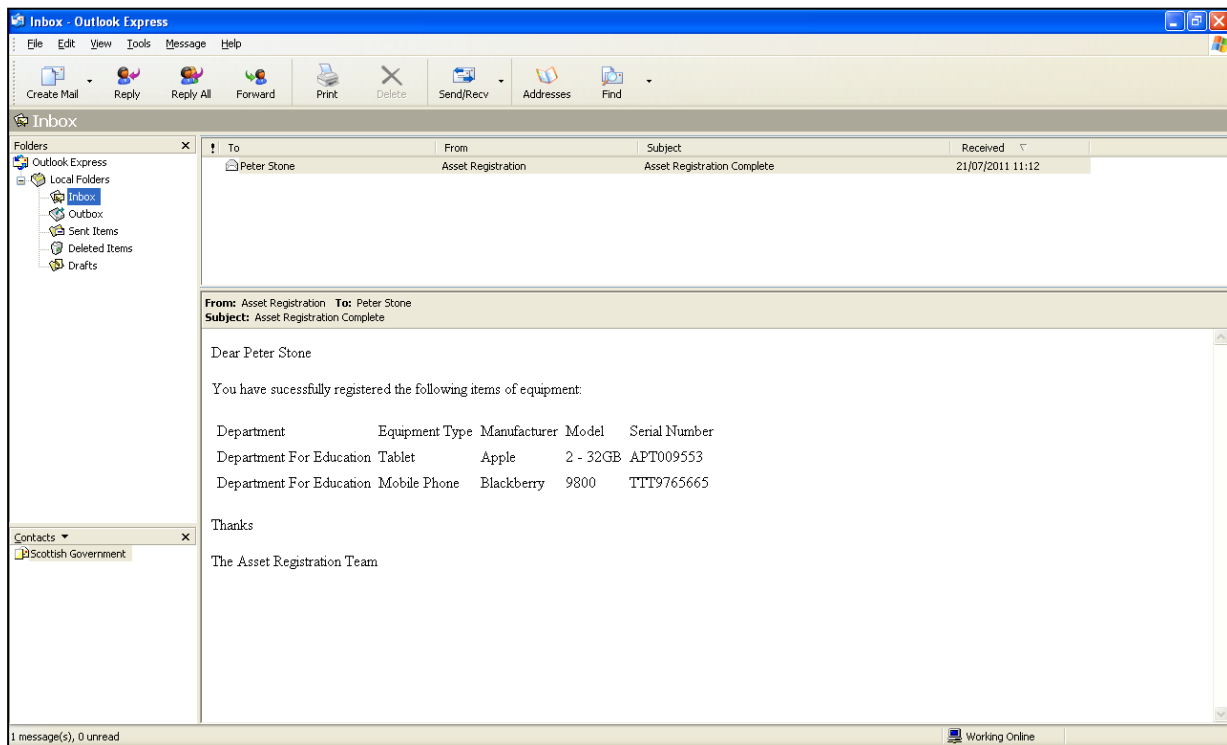 Inbox - Outlook Express
File Edit View Tools Message Help
Create Mail Reply Reply All Forward Print Delete Send/Recv Addresses Find
Inbox
Folders
Outlook Express
Local Folders
Inbox
Outbox
Sent Items
Deleted Items
Drafts
Contacts
Scottish Government
! To From Subject Received
Peter Stone Asset Registration Asset Registration Complete 21/07/2011 11:12
From: Asset Registration To: Peter Stone
Subject: Asset Registration Complete
Dear Peter Stone
You have sucessfully registered the following items of equipment:
Department Equipment Type Manufacturer Model Serial Number
Department For Education Tablet Apple 2 - 32GB APT009553
Department For Education Mobile Phone Blackberry 9800 TTT9765665
Thanks
The Asset Registration Team
1 message(s), 0 unread Working Online